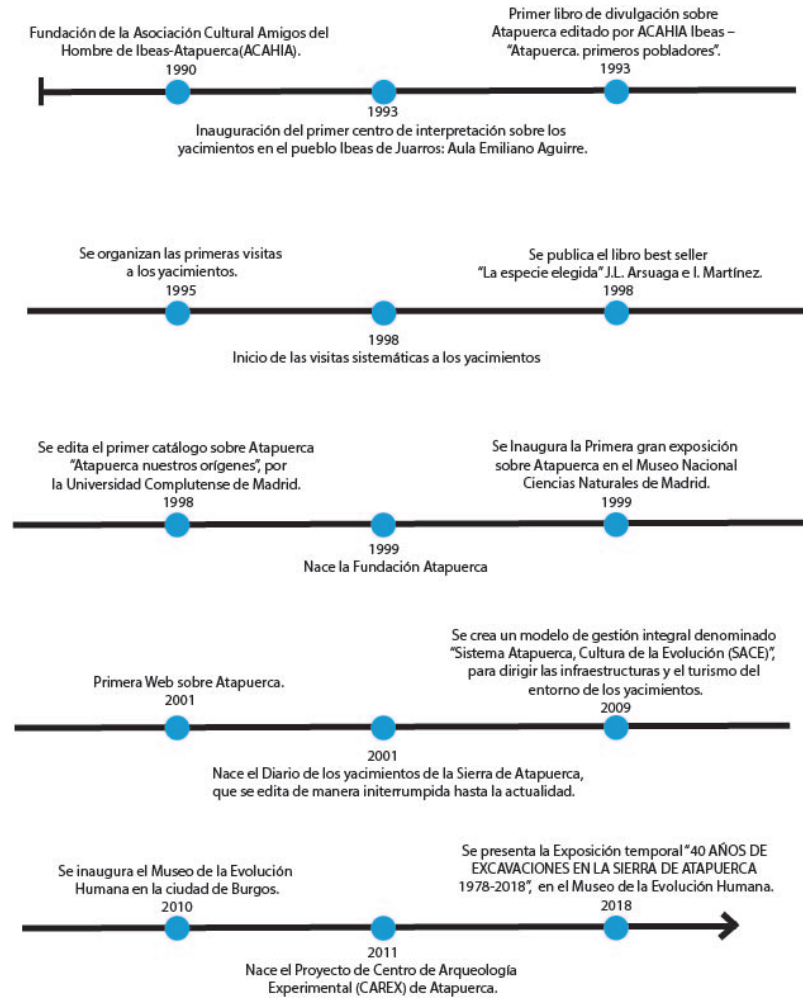 Fundación de la Asociación Cultural Amigos del
Hombre de Ibeas-Atapuerca(ACAHIA).
1990
1993
Inauguración del primer centro de interpretación sobre los
yacimientos en el pueblo Ibeas de Juarros: Aula Emiliano Aguirre.
Primer libro de divulgación sobre
Atapuerca editado por ACAHIA Ibeas –
“Atapuerca. primeros pobladores”.
1993
Se organizan las primeras visitas
a los yacimientos.
1995
1998
Inicio de las visitas sistemáticas a los yacimientos
Se publica el libro best seller
“La especie elegida” J.L. Arsuaga e I. Martínez.
1998
Se edita el primer catálogo sobre Atapuerca
“Atapuerca nuestros orígenes”, por
la Universidad Complutense de Madrid.
1998
1999
Nace la Fundación Atapuerca
Se Inaugura la Primera gran exposición
sobre Atapuerca en el Museo Nacional
Ciencias Naturales de Madrid.
1999
Primera Web sobre Atapuerca.
2001
2001
Nace el Diario de los yacimientos de la Sierra de Atapuerca,
que se edita de manera initerrumpida hasta la actualidad.
Se crea un modelo de gestión integral denominado
“Sistema Atapuerca, Cultura de la Evolución (SACE)”,
para dirigir las infraestructuras y el turismo del
entorno de los yacimientos.
2009
Se inaugura el Museo de la Evolución
Humana en la ciudad de Burgos.
2010
2011
Nace el Proyecto de Centro de Arqueología
Experimental (CAREX) de Atapuerca.
Se presenta la Exposición temporal “40 AÑOS DE
EXCAVACIONES EN LA SIERRA DE ATAPUERCA
1978-2018”, en el Museo de la Evolución Humana.
2018